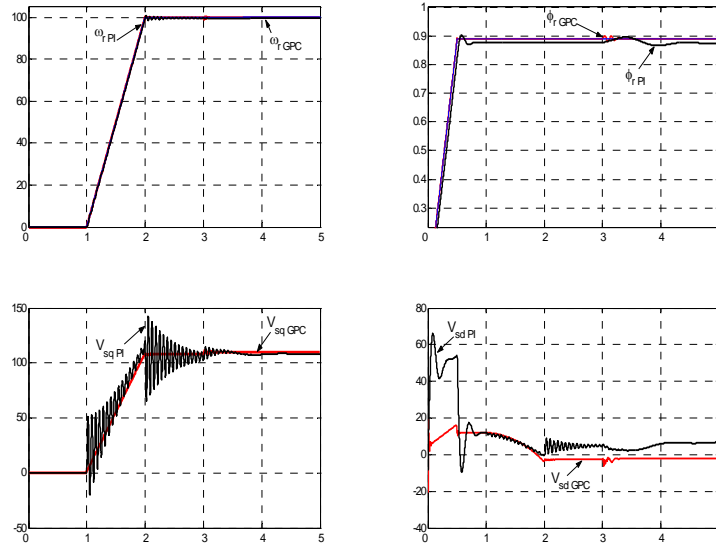 100
ω_r PI
ω_r GPC
80
60
40
20
0
0 1 2 3 4 5
0.9
ϕ_r GPC
ϕ_r PI
0.8
0.7
0.6
0.5
0.4
0.3
0 1 2 3 4 5
150
V_sq PI
V_sq GPC
100
50
0
-50
0 1 2 3 4 5
80
V_sd PI
60
40
20
0
V_sd GPC
-20
-40
0 1 2 3 4 5